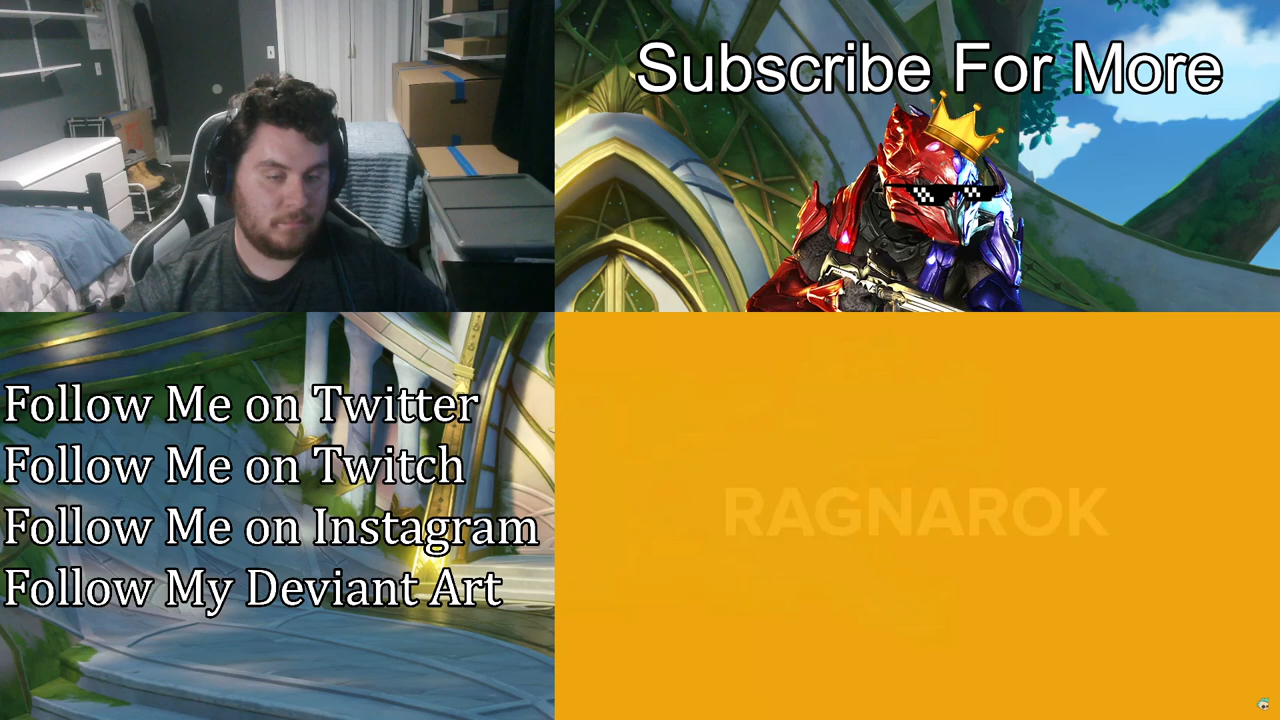 Subscribe For More
Follow Me on Twitter
Follow Me on Twitch
Follow Me on Instagram
Follow My Deviant Art
RAGNAROK